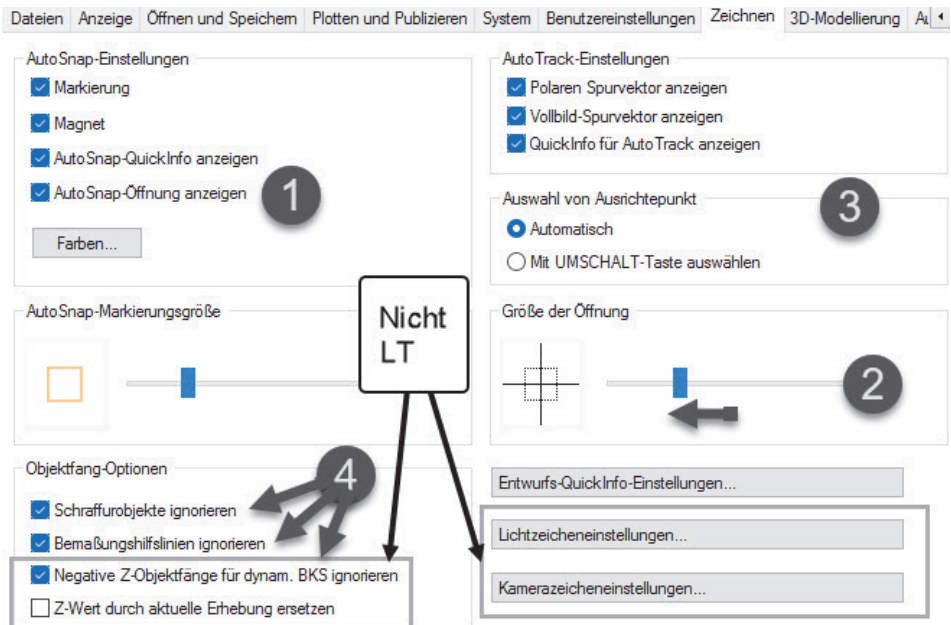 Dateien Anzeige Öffnen und Speichern Plotten und Publizieren System Benutzereinstellungen Zeichnen 3D-Modellierung
AutoSnap-Einstellungen
Markierung
Magnet
AutoSnap-QuickInfo anzeigen
AutoSnap-Öffnung anzeigen
1
Farben...
AutoTrack-Einstellungen
Polaren Spurvektor anzeigen
Vollbild-Spurvektor anzeigen
QuickInfo für AutoTrack anzeigen
Auswahl von Ausrichtepunkt
3
Automatisch
Mit UMSCHALT-Taste auswählen
AutoSnap-Markierungsgröße
Nicht
LT
Größe der Öffnung
2
Objektfang-Optionen
4
Schraffurobjekte ignorieren
Bemaßungshilfslinien ignorieren
Negative Z-Objektfänge für dynam. BKS ignorieren
Z-Wert durch aktuelle Erhebung ersetzen
Entwurfs-QuickInfo-Einstellungen...
Lichtzeicheneinstellungen...
Kamerazeicheneinstellungen...